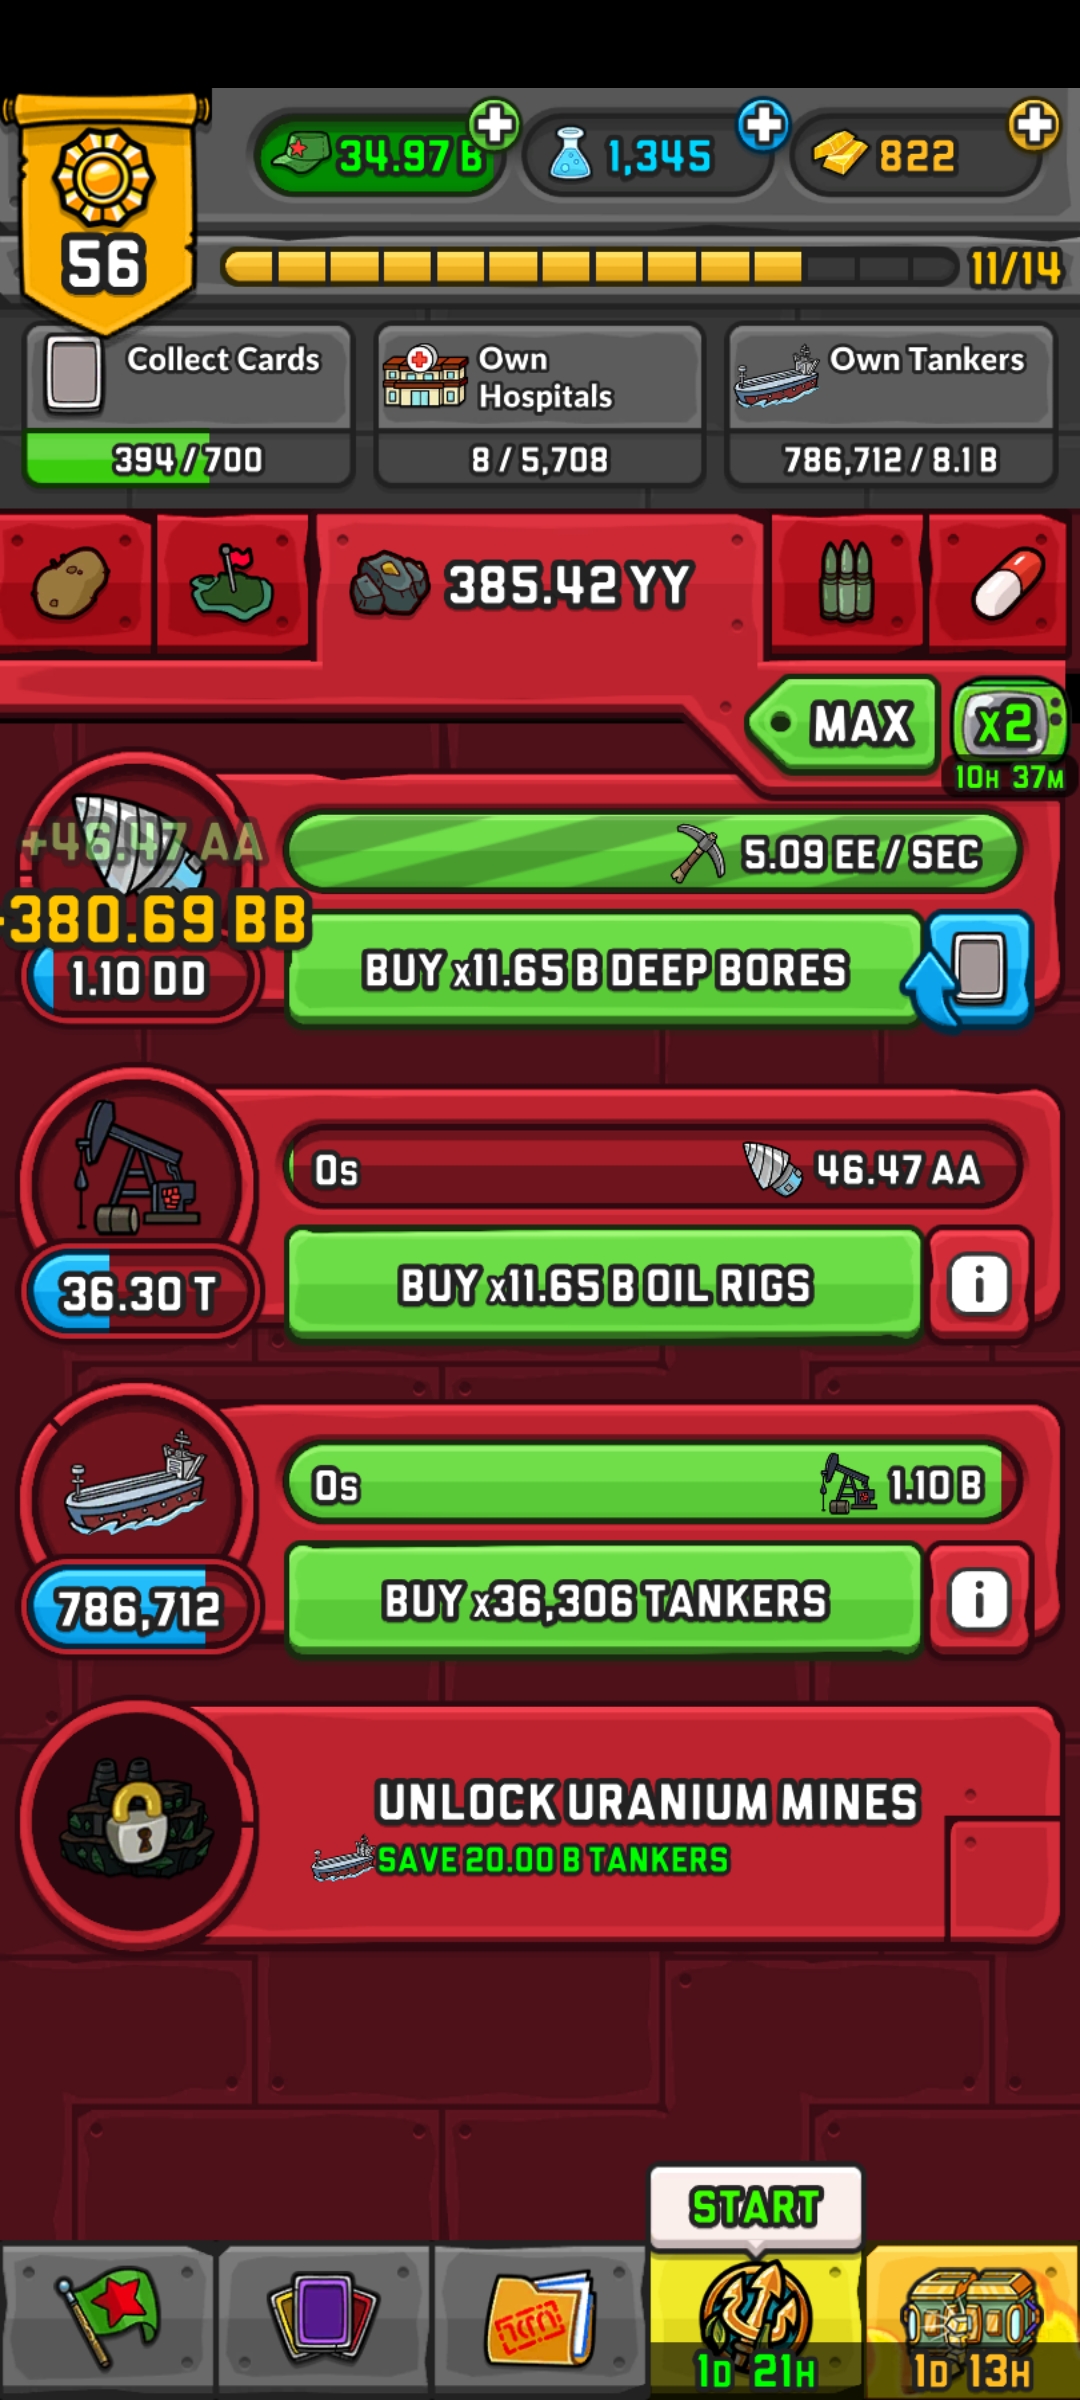 34.97 B
1,345
822
56
11/14
Collect Cards
394 / 700
Own
Hospitals
8 / 5,708
Own Tankers
786,712 / 8.1 B
385.42 YY
MAX
x2
10H 37M
+46.47 AA
380.69 BB
1.10 DD
5.09 EE / SEC
BUY x11.65 B DEEP BORES
0s
46.47 AA
36.30 T
BUY x11.65 B OIL RIGS
i
0s
1.10 B
786,712
BUY x36,306 TANKERS
i
UNLOCK URANIUM MINES
SAVE 20.00 B TANKERS
START
1D 21H
1D 13H